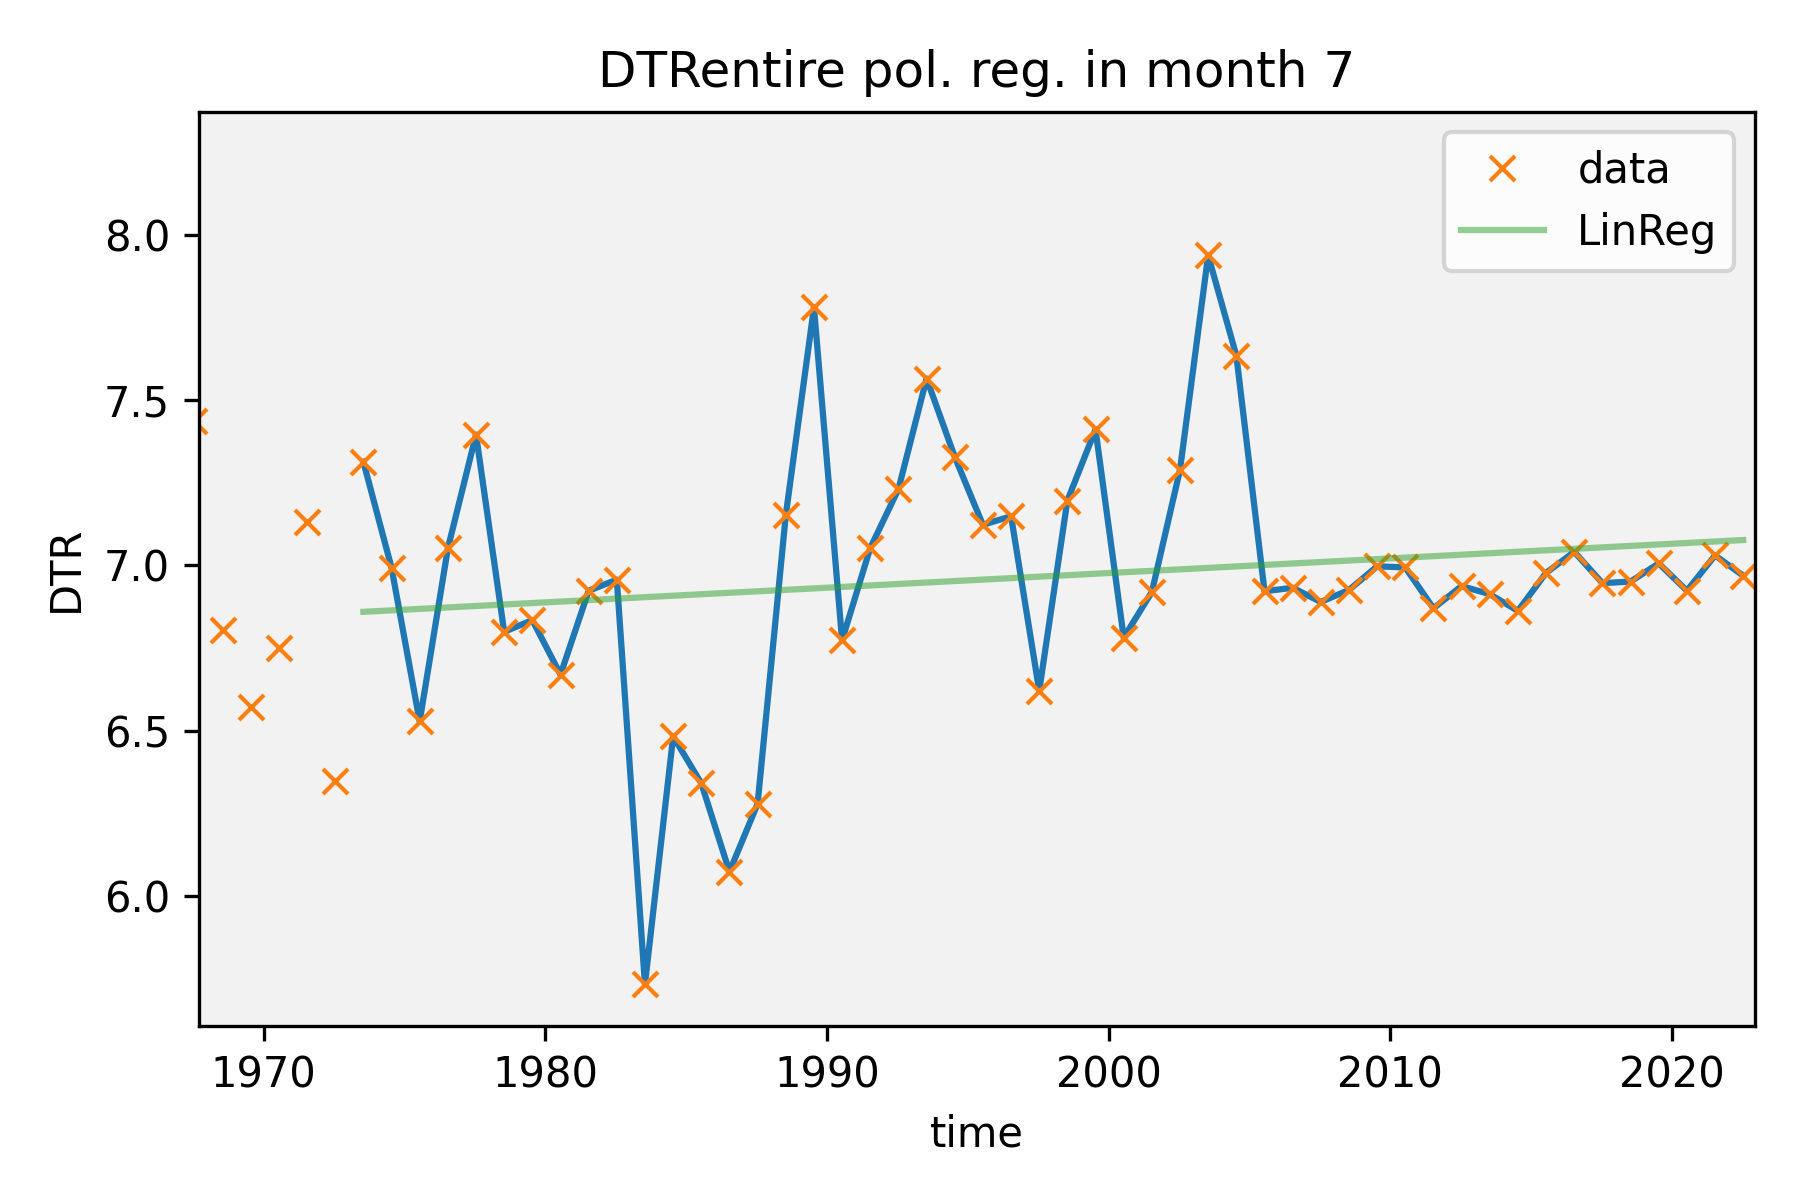 DTRentire pol. reg. in month 7
data
LinReg
8.0
7.5
7.0
6.5
6.0
DTR
1970 1980 1990 2000 2010 2020
time